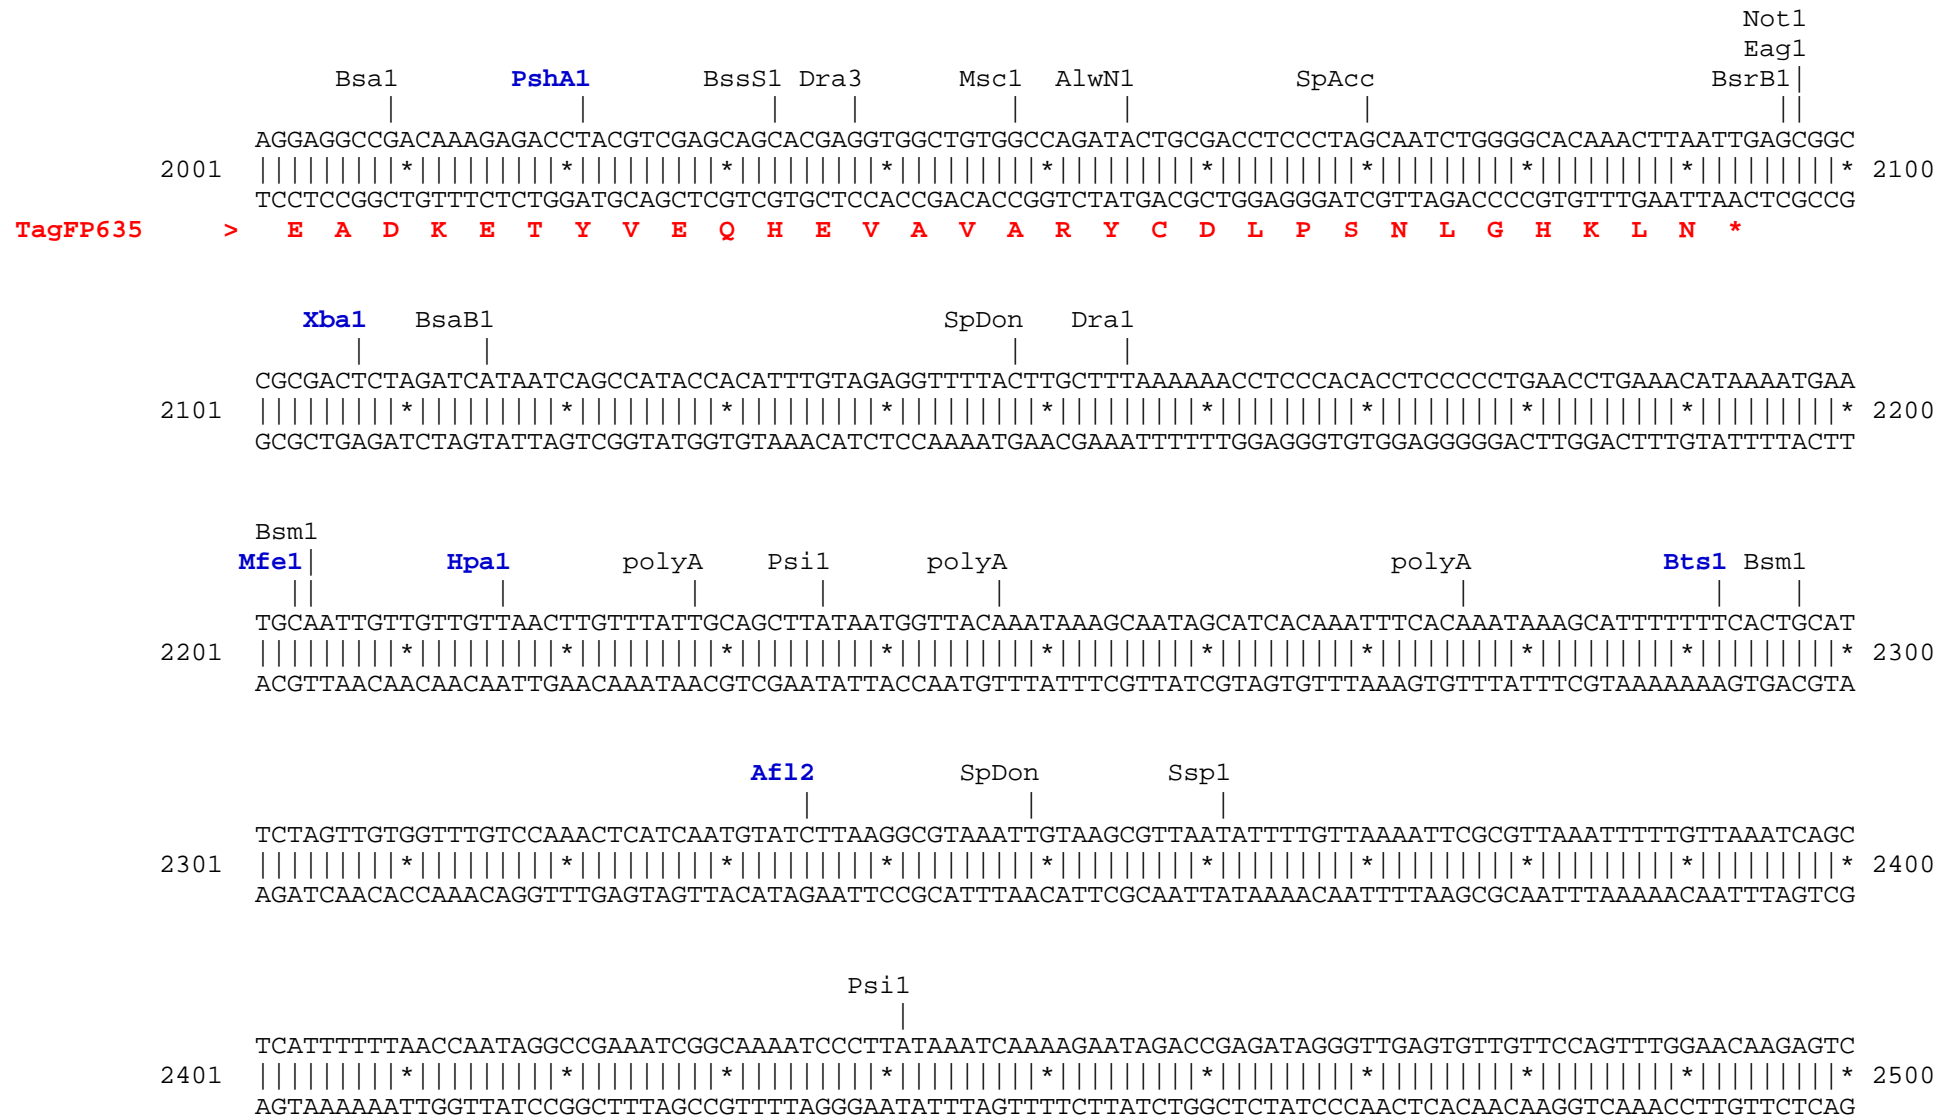 Not1
Eag1
Bsa1 PshA1 BssS1 Dra3 Msc1 AlwN1 SpAcc BsrB1|
| | | | | | | ||
AGGAGGCCGACAAAGAGACCTACGTCGAGCAGCACGAGGTGGCTGTGGCCAGATACTGCGACCTCCCTAGCAATCTGGGGCACAAACTTAATTGAGCGGC
2001 |||||||||*|||||||||*|||||||||*|||||||||*|||||||||*|||||||||*|||||||||*|||||||||*|||||||||*|||||||||* 2100
TCCTCCGGCTGTTTCTCTGGATGCAGCTCGTCGTGCTCCACCGACACCGGTCTATGACGCTGGAGGGATCGTTAGACCCCGTGTTTGAATTAACTCGCCG
TagFP635 > E A D K E T Y V E Q H E V A V A R Y C D L P S N L G H K L N *
Xba1 BsaB1 SpDon Dra1
| | | |
CGCGACTCTAGATCATAATCAGCCATACCACATTTGTAGAGGTTTTACTTGCTTTAAAAAACCTCCCACACCTCCCCCTGAACCTGAAACATAAAATGAA
2101 |||||||||*|||||||||*|||||||||*|||||||||*|||||||||*|||||||||*|||||||||*|||||||||*|||||||||*|||||||||* 2200
GCGCTGAGATCTAGTATTAGTCGGTATGGTGTAAACATCTCCAAAATGAACGAAATTTTTTGGAGGGTGTGGAGGGGGACTTGGACTTTGTATTTTACTT
Bsm1
Mfe1| Hpa1 polyA Psi1 polyA polyA Bts1 Bsm1
|| | | | | | | |
TGCAATTGTTGTTGTTAACTTGTTTATTGCAGCTTATAATGGTTACAAATAAAGCAATAGCATCACAAATTTCACAAATAAAGCATTTTTTTCACTGCAT
2201 |||||||||*|||||||||*|||||||||*|||||||||*|||||||||*|||||||||*|||||||||*|||||||||*|||||||||*|||||||||* 2300
ACGTTAACAACAACAATTGAACAAATAACGTCGAATATTACCAATGTTTATTTCGTTATCGTAGTGTTTAAAGTGTTTATTTCGTAAAAAAAGTGACGTA
Afl2 SpDon Ssp1
| | |
TCTAGTTGTGGTTTGTCCAAACTCATCAATGTATCTTAAGGCGTAAATTGTAAGCGTTAATATTTTGTTAAAATTCGCGTTAAATTTTTGTTAAATCAGC
2301 |||||||||*|||||||||*|||||||||*|||||||||*|||||||||*|||||||||*|||||||||*|||||||||*|||||||||*|||||||||* 2400
AGATCAACACCAAACAGGTTTGAGTAGTTACATAGAATTCCGCATTTAACATTCGCAATTATAAAACAATTTTAAGCGCAATTTAAAAACAATTTAGTCG
Psi1
|
TCATTTTTTAACCAATAGGCCGAAATCGGCAAAATCCCTTATAAATCAAAAGAATAGACCGAGATAGGGTTGAGTGTTGTTCCAGTTTGGAACAAGAGTC
2401 |||||||||*|||||||||*|||||||||*|||||||||*|||||||||*|||||||||*|||||||||*|||||||||*|||||||||*|||||||||* 2500
AGTAAAAAATTGGTTATCCGGCTTTAGCCGTTTTAGGGAATATTTAGTTTTCTTATCTGGCTCTATCCCAACTCACAACAAGGTCAAACCTTGTTCTCAG